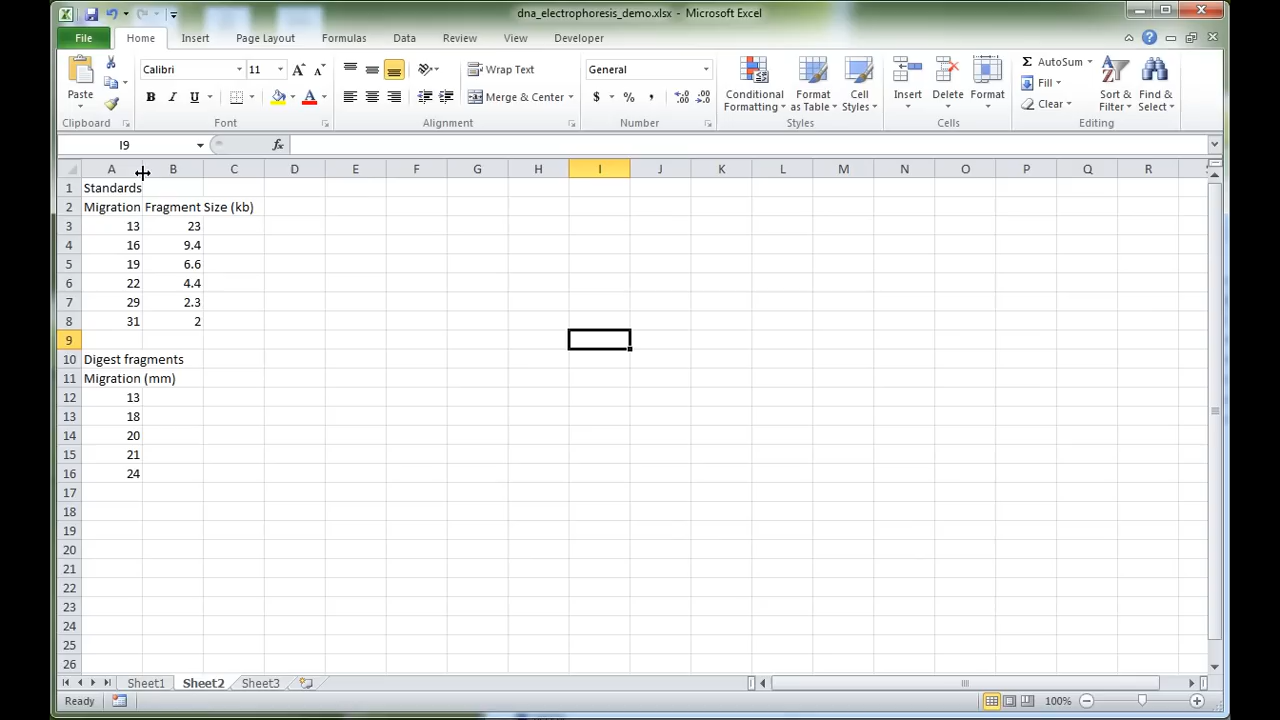 dna_electrophoresis_demo.xlsx - Microsoft Excel
File Home Insert Page Layout Formulas Data Review View Developer
Paste Calibri 11 Wrap Text General Conditional Formatting Format as Table Cell Styles Insert Delete Format AutoSum Sort & Filter Find & Select
B I U Merge & Center $ % , Fill
Clear
Clipboard Font Alignment Number Styles Cells Editing
I9 fx
A B C D E F G H I J K L M N O P Q R
1 Standards
2 Migration Fragment Size (kb)
3 13 23
4 16 9.4
5 19 6.6
6 22 4.4
7 29 2.3
8 31 2
9
10 Digest fragments
11 Migration (mm)
12 13
13 18
14 20
15 21
16 24
17
18
19
20
21
22
23
24
25
26
Sheet1 Sheet2 Sheet3
Ready 100%